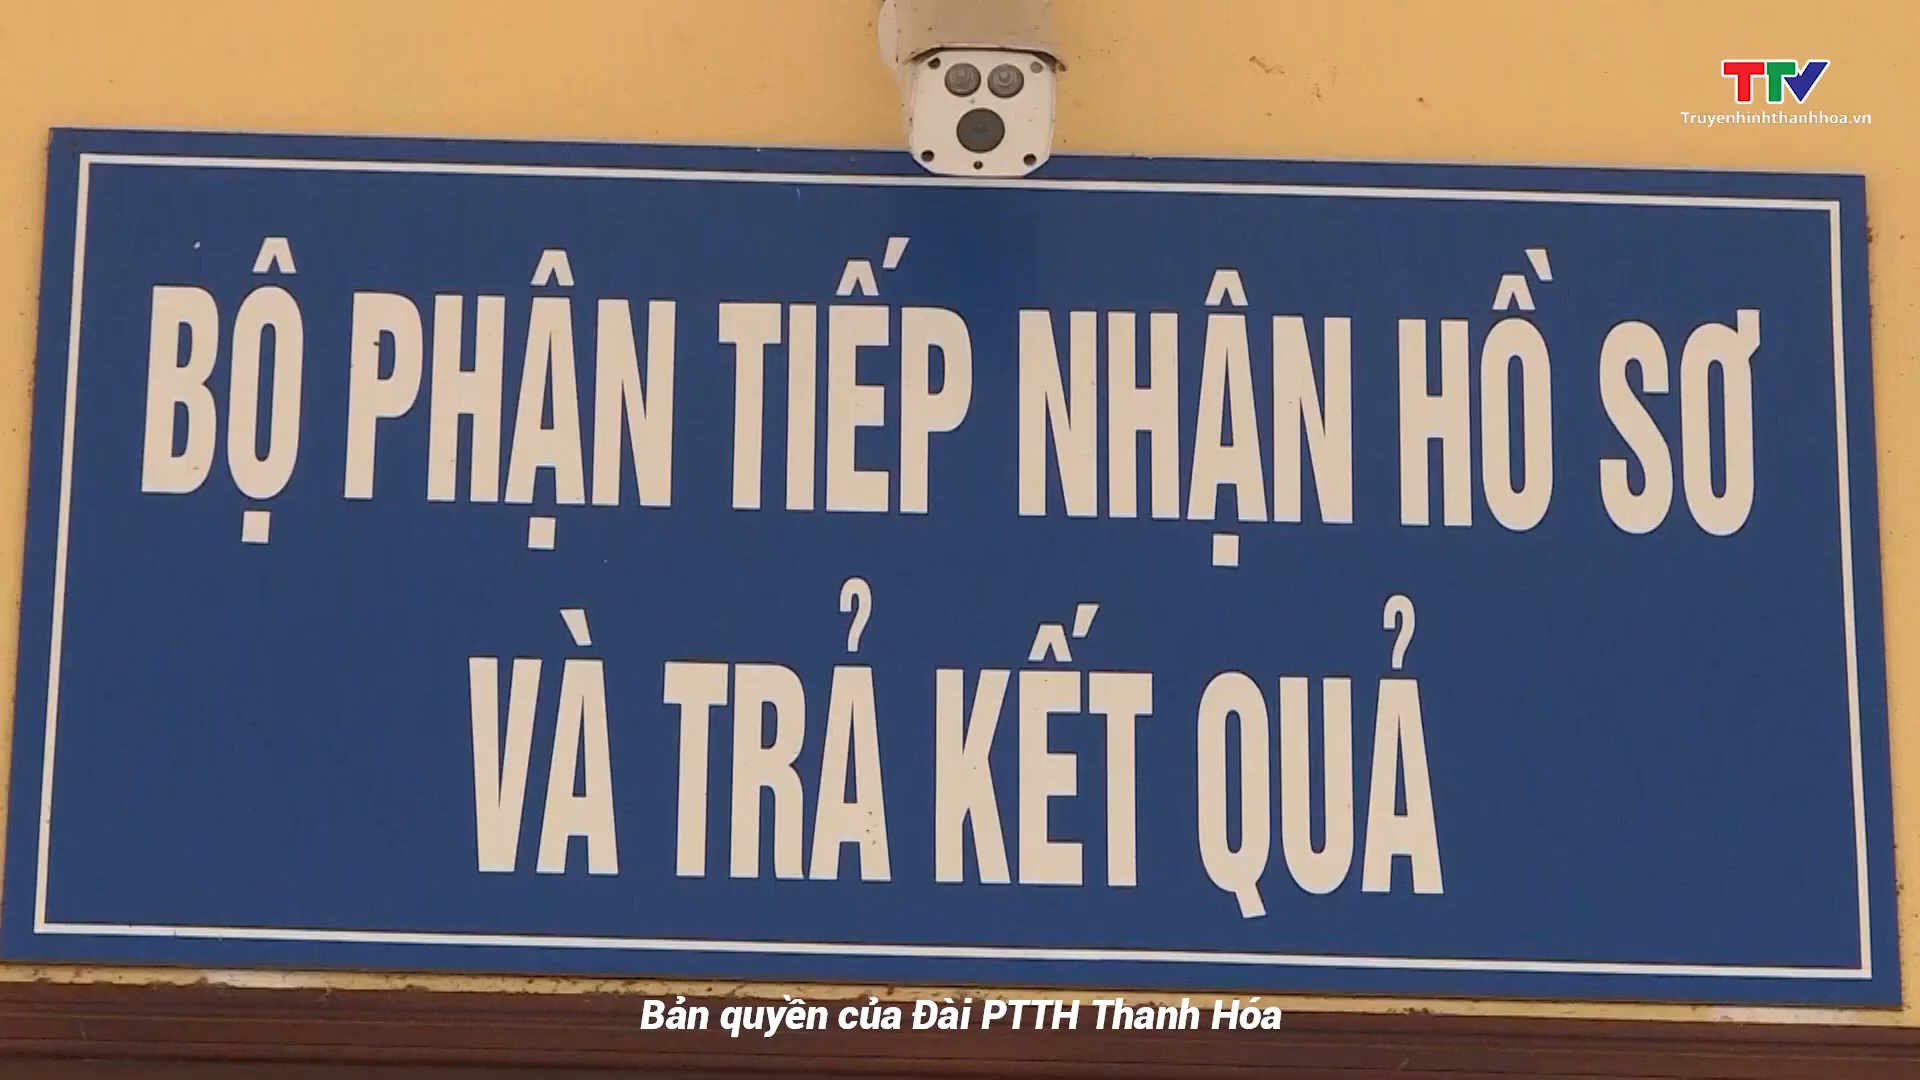 TTV
Truyenhinhthanhhoa.vn
BỘ PHẬN TIẾP NHẬN HỒ SƠ
VÀ TRẢ KẾT QUẢ
Bản quyền của Đài PTTH Thanh Hóa